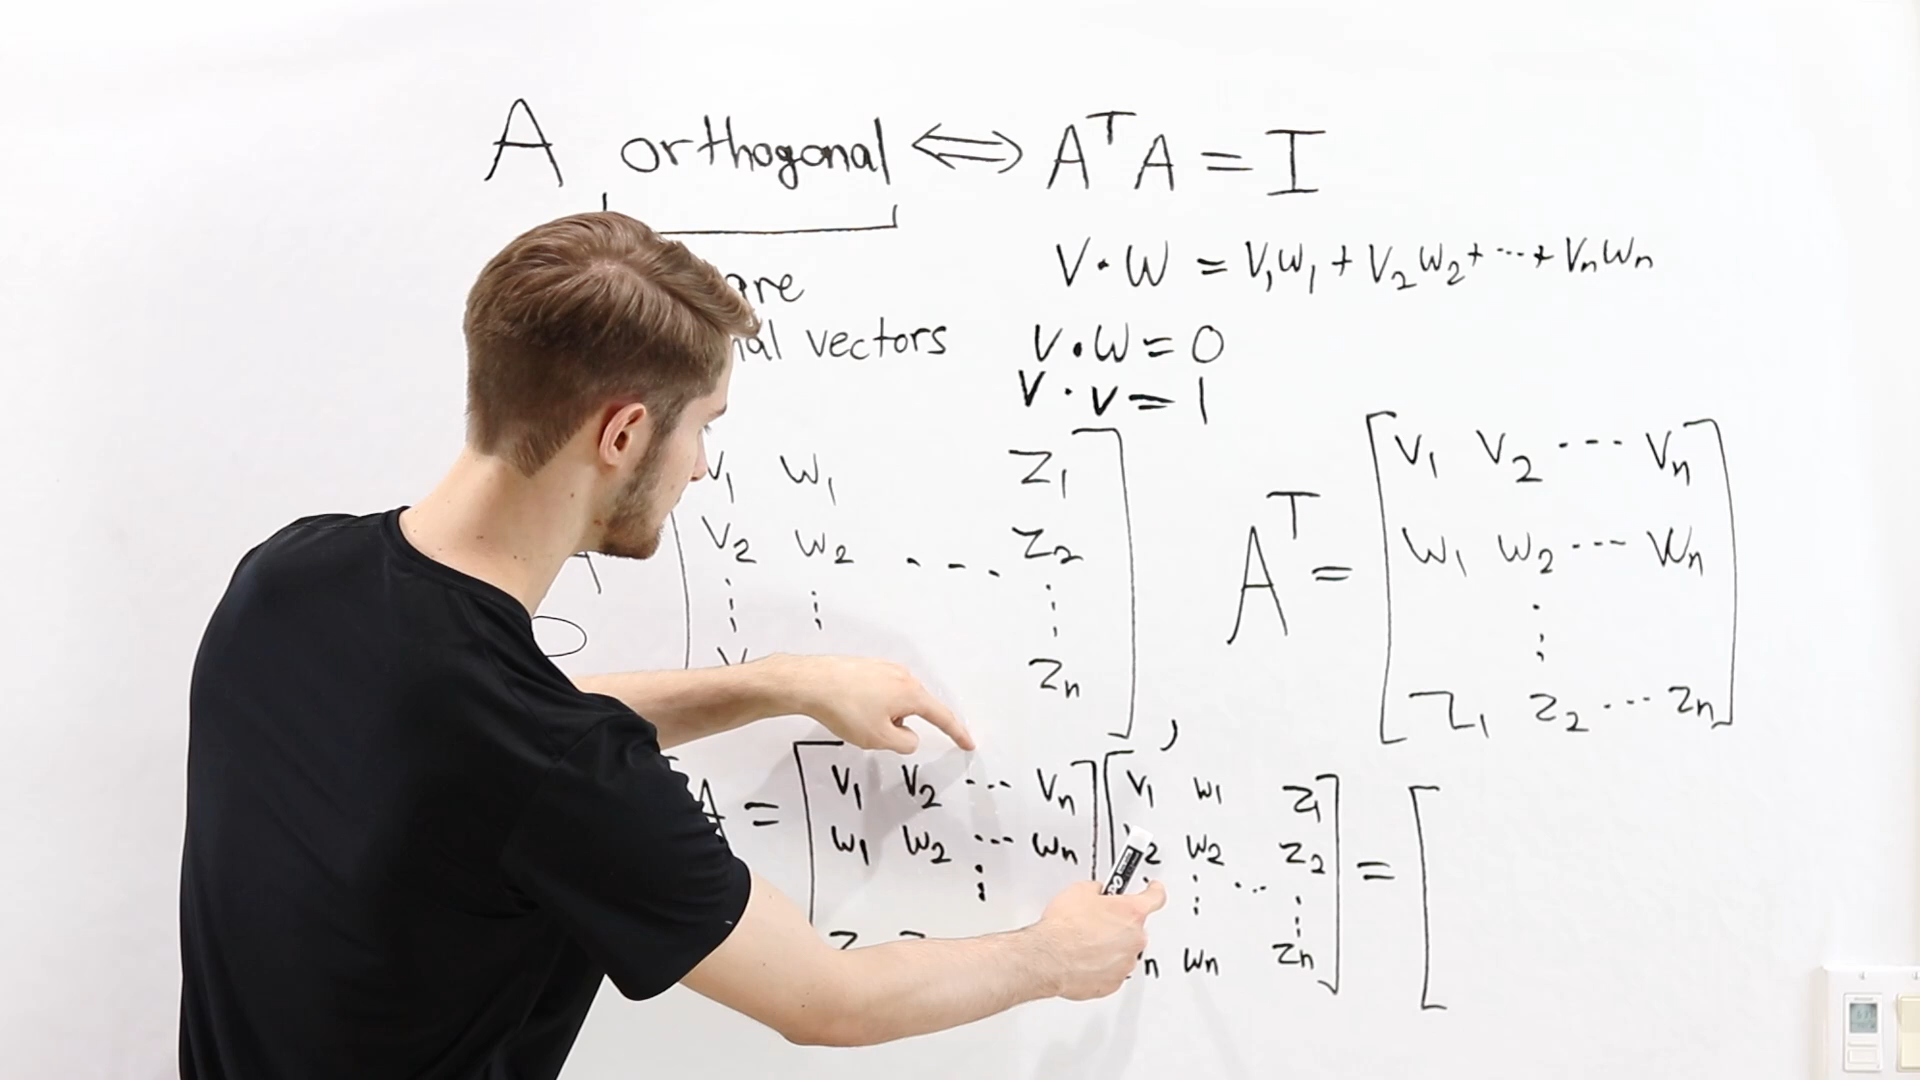 A orthogonal ⟺ AᵀA = I
V · W = V₁W₁ + V₂W₂ + ··· + VₙWₙ
vectors
V · W = 0
V · V = 1
V₁ W₁ Z₁
V₂ W₂ ··· Z₂
⋮ ⋮ ⋮
Zₙ ,
Aᵀ = [ V₁ V₂ ··· Vₙ
W₁ W₂ ··· Wₙ
⋮
Z₁ Z₂ ··· Zₙ ]
A = [ V₁ V₂ ··· Vₙ ] [ V₁ W₁ Z₁ ] = [
W₁ W₂ ··· Wₙ 2 W₂ ··· Z₂
⋮ ⋮ ⋮
n Wₙ Zₙ